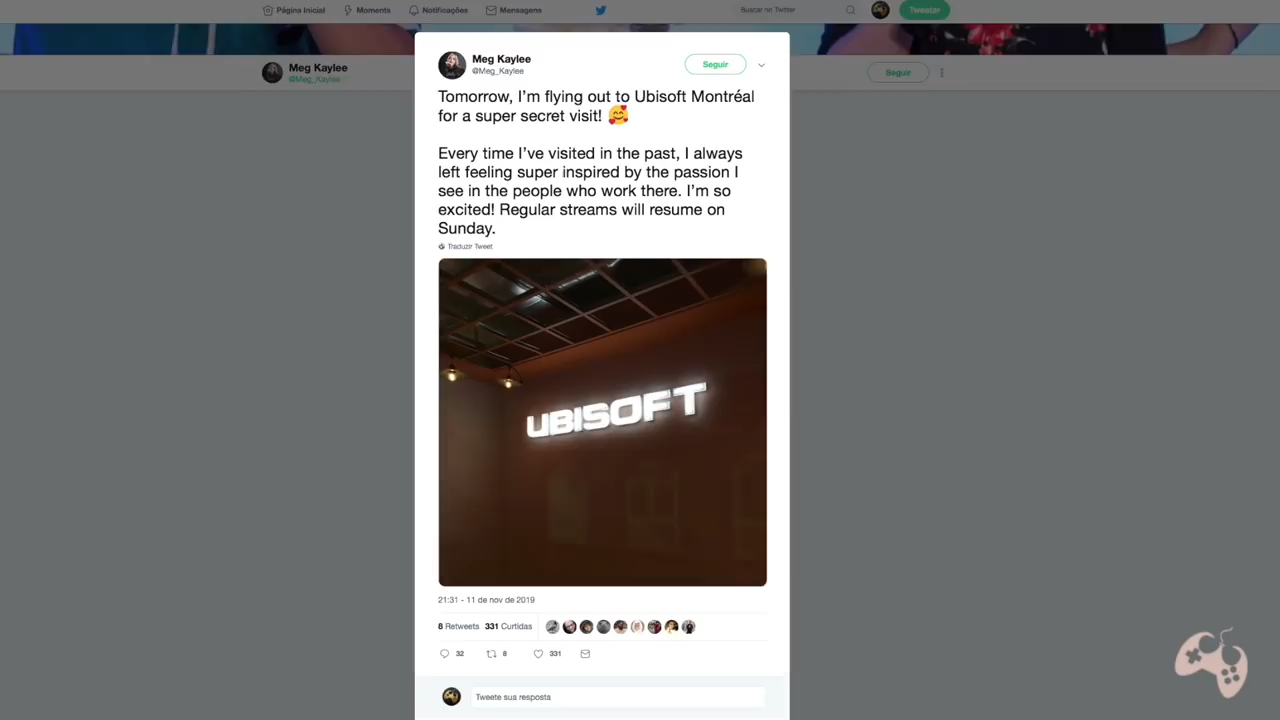 Página Inicial Moments Notificações Mensagens Buscar no Twitter Tweetar
Meg Kaylee
@Meg_Kaylee
Seguir
Meg Kaylee
@Meg_Kaylee
Seguir
Tomorrow, I’m flying out to Ubisoft Montréal
for a super secret visit! 🥰
Every time I’ve visited in the past, I always
left feeling super inspired by the passion I
see in the people who work there. I’m so
excited! Regular streams will resume on
Sunday.
Traduzir Tweet
UBISOFT
21:31 - 11 de nov de 2019
8 Retweets 331 Curtidas
32 8 331
Tweete sua resposta